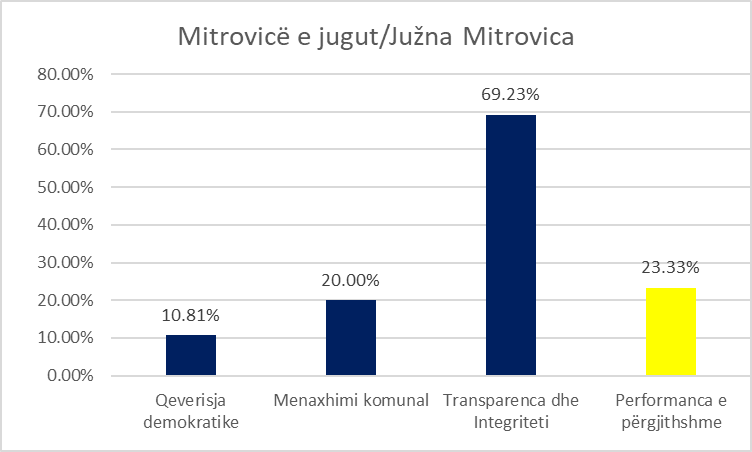 Mitrovicë e jugut/Južna Mitrovica
80.00%
70.00%
60.00%
50.00%
40.00%
30.00%
20.00%
10.00%
0.00%
10.81%
20.00%
69.23%
23.33%
Qeverisja
demokratike
Menaxhimi komunal
Transparenca dhe
Integriteti
Performanca e
përgjithshme